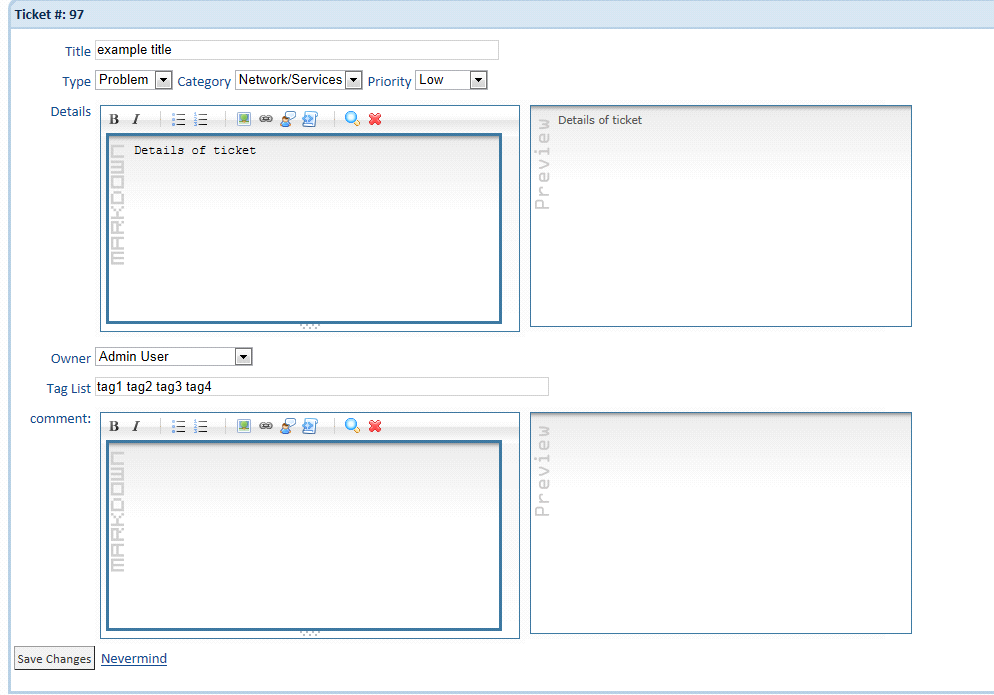 Ticket #: 97
Title example title
Type Problem Category Network/Services Priority Low
Details B I
MARKDOWN Details of ticket
Preview Details of ticket
Owner Admin User
Tag List tag1 tag2 tag3 tag4
comment: B I
MARKDOWN
Preview
Save Changes Nevermind